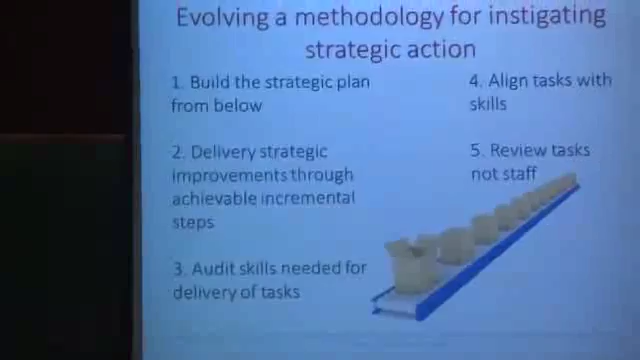 Evolving a methodology for instigating
strategic action
1. Build the strategic plan
from below
2. Delivery strategic
improvements through
achievable incremental
steps
3. Audit skills needed for
delivery of tasks
4. Align tasks with
skills
5. Review tasks
not staff